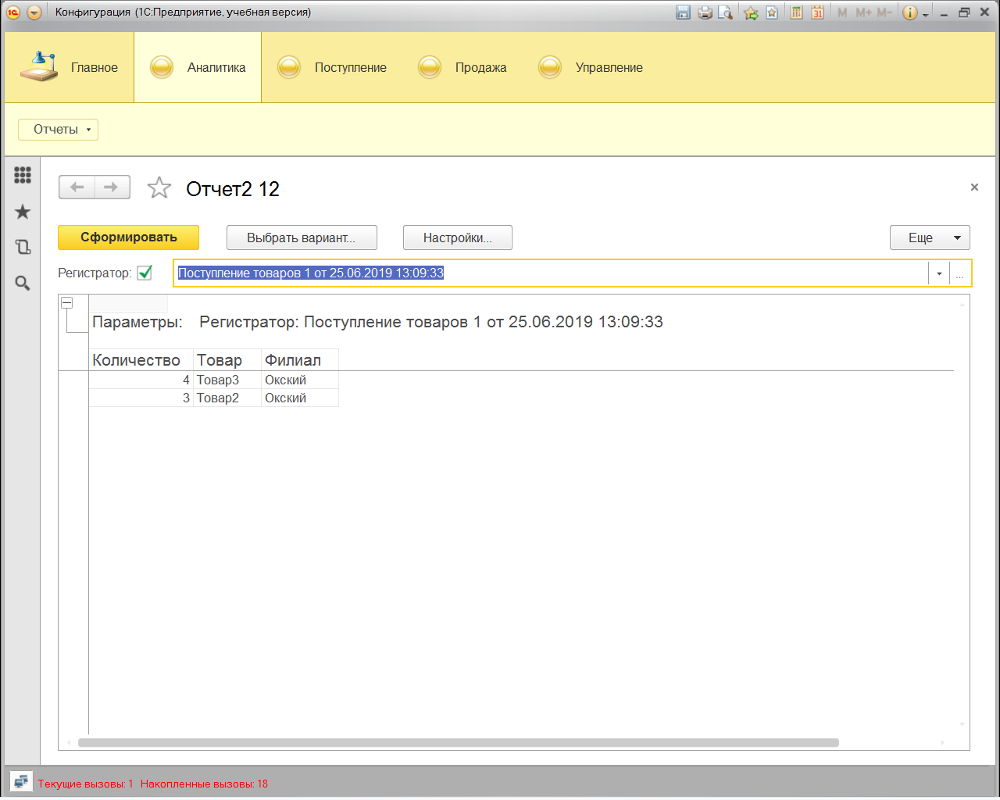 Конфигурация (1С:Предприятие, учебная версия)
M M+ M-
31
Главное Аналитика Поступление Продажа Управление
Отчеты
Отчет2 12
Сформировать Выбрать вариант... Настройки... Еще
Регистратор: Поступление товаров 1 от 25.06.2019 13:09:33 ...
Параметры: Регистратор: Поступление товаров 1 от 25.06.2019 13:09:33
Количество Товар Филиал
4 Товар3 Окский
3 Товар2 Окский
Текущие вызовы: 1 Накопленные вызовы: 18